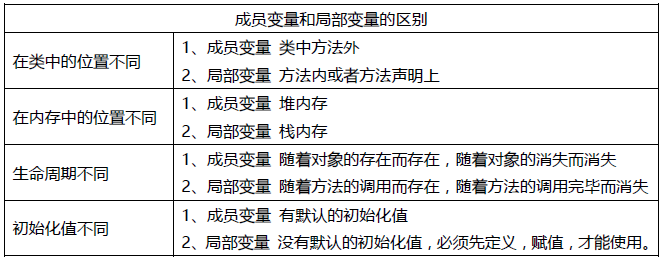 成员变量和局部变量的区别
在类中的位置不同
1、成员变量 类中方法外
2、局部变量 方法内或者方法声明上
在内存中的位置不同
1、成员变量 堆内存
2、局部变量 栈内存
生命周期不同
1、成员变量 随着对象的存在而存在，随着对象的消失而消失
2、局部变量 随着方法的调用而存在，随着方法的调用完毕而消失
初始化值不同
1、成员变量 有默认的初始化值
2、局部变量 没有默认的初始化值，必须先定义，赋值，才能使用。